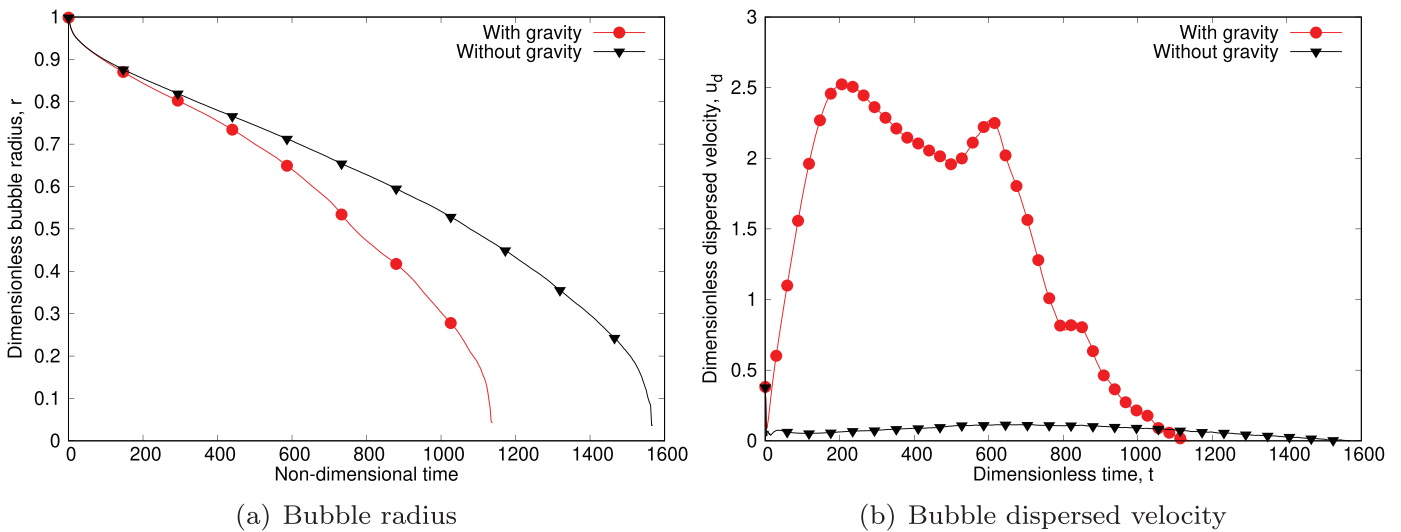 With gravity
Without gravity
1
0.9
0.8
0.7
0.6
0.5
0.4
0.3
0.2
0.1
0
0 200 400 600 800 1000 1200 1400 1600
Dimensionless bubble radius, r
Non-dimensional time
(a) Bubble radius
With gravity
Without gravity
3
2.5
2
1.5
1
0.5
0
0 200 400 600 800 1000 1200 1400 1600
Dimensionless dispersed velocity, u_d
Dimensionless time, t
(b) Bubble dispersed velocity